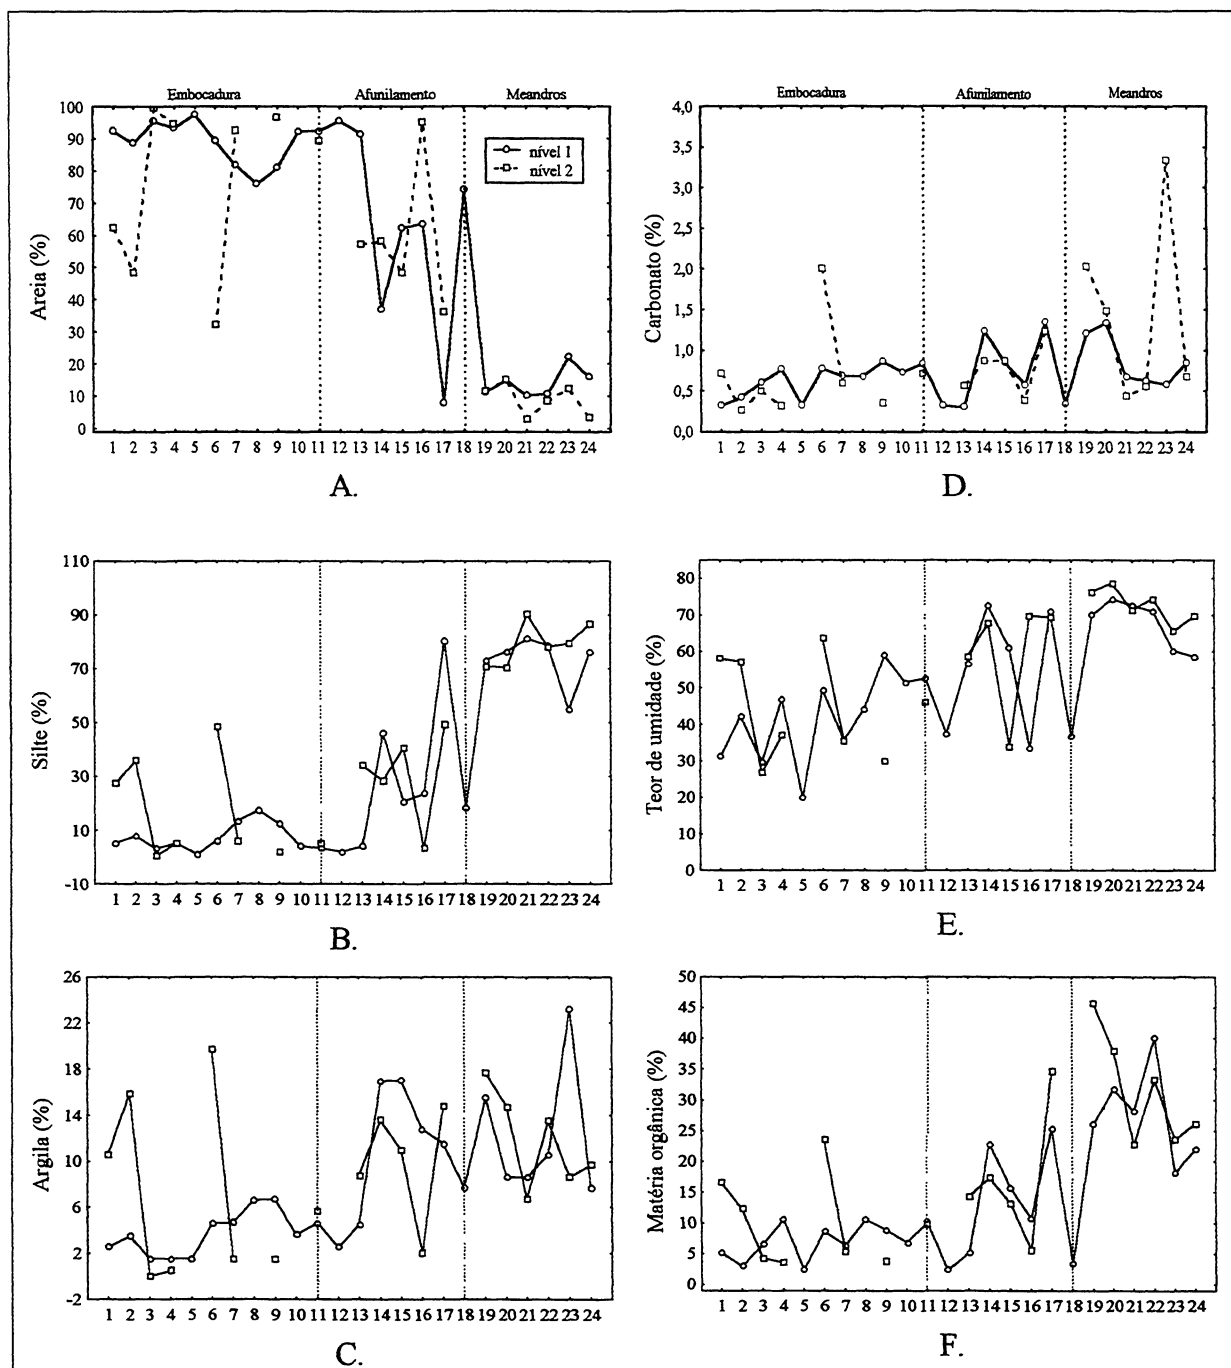 Embocadura Afunilamento Meandros
Areia (%)
100
90
80
70
60
50
40
30
20
10
0
nível 1
nível 2
1 2 3 4 5 6 7 8 9 10 11 12 13 14 15 16 17 18 19 20 21 22 23 24
A.
Embocadura Afunilamento Meandros
Carbonato (%)
4,0
3,5
3,0
2,5
2,0
1,5
1,0
0,5
0,0
1 2 3 4 5 6 7 8 9 10 11 12 13 14 15 16 17 18 19 20 21 22 23 24
D.
Silte (%)
110
90
70
50
30
10
-10
1 2 3 4 5 6 7 8 9 10 11 12 13 14 15 16 17 18 19 20 21 22 23 24
B.
Teor de umidade (%)
80
70
60
50
40
30
20
10
0
1 2 3 4 5 6 7 8 9 10 11 12 13 14 15 16 17 18 19 20 21 22 23 24
E.
Argila (%)
26
22
18
14
10
6
2
-2
1 2 3 4 5 6 7 8 9 10 11 12 13 14 15 16 17 18 19 20 21 22 23 24
C.
Matéria orgânica (%)
50
45
40
35
30
25
20
15
10
5
0
1 2 3 4 5 6 7 8 9 10 11 12 13 14 15 16 17 18 19 20 21 22 23 24
F.